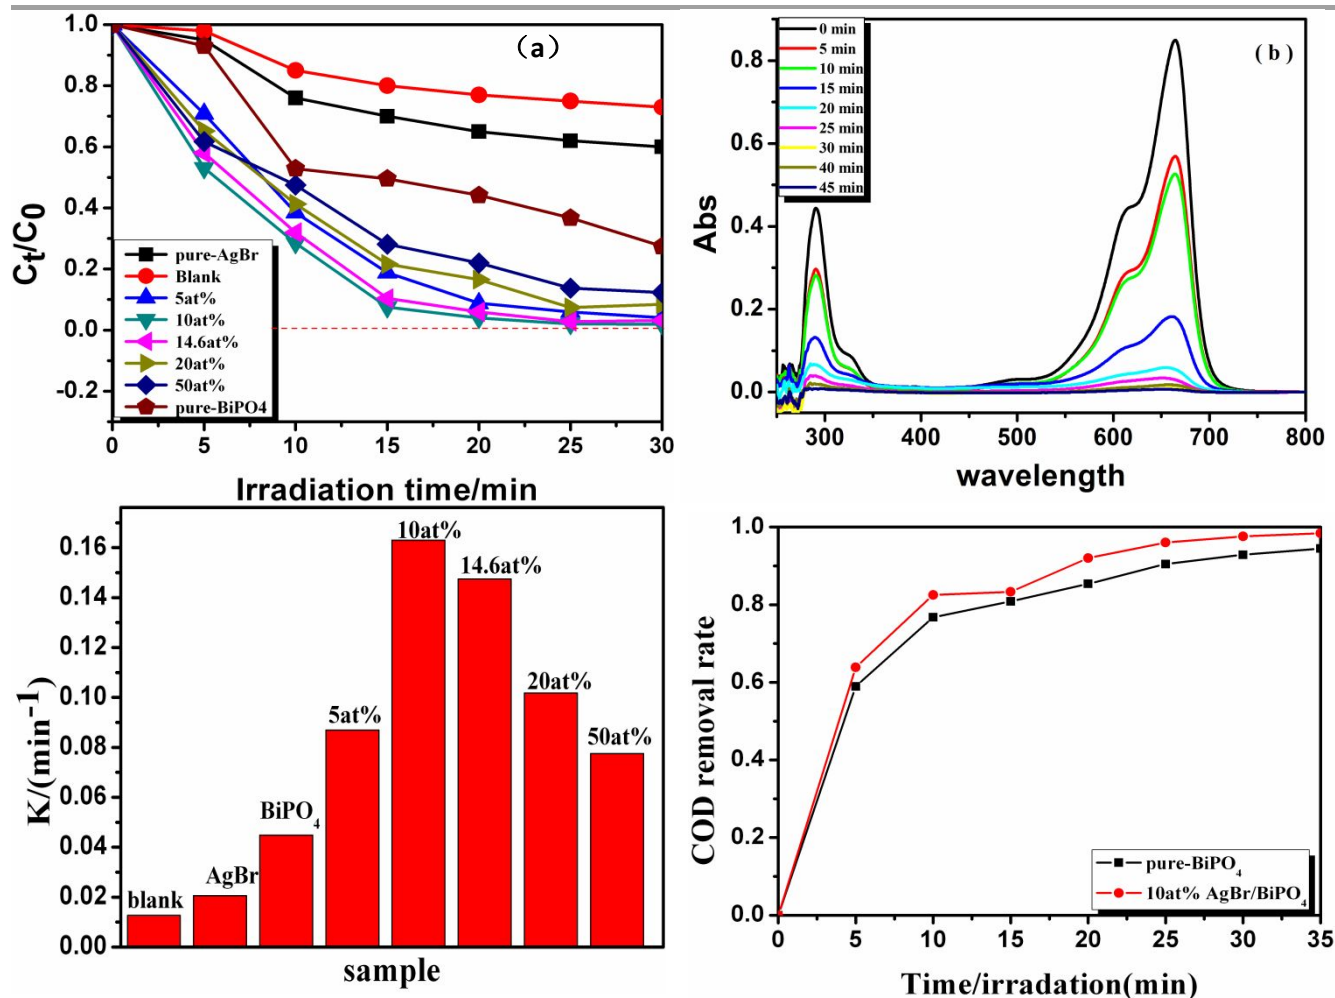 (a)
1.0
0.8
0.6
0.4
0.2
0.0
-0.2
Ct/C0
pure-AgBr
Blank
5at%
10at%
14.6at%
20at%
50at%
pure-BiPO4
0 5 10 15 20 25 30
Irradiation time/min
(b)
0.8
0.6
0.4
0.2
0.0
Abs
0 min
5 min
10 min
15 min
20 min
25 min
30 min
40 min
45 min
300 400 500 600 700 800
wavelength
0.16
0.14
0.12
0.10
0.08
0.06
0.04
0.02
0.00
K/(min-1)
blank
AgBr
BiPO4
5at%
10at%
14.6at%
20at%
50at%
sample
1.0
0.8
0.6
0.4
0.2
0.0
COD removal rate
pure-BiPO4
10at% AgBr/BiPO4
0 5 10 15 20 25 30 35
Time/irradation(min)